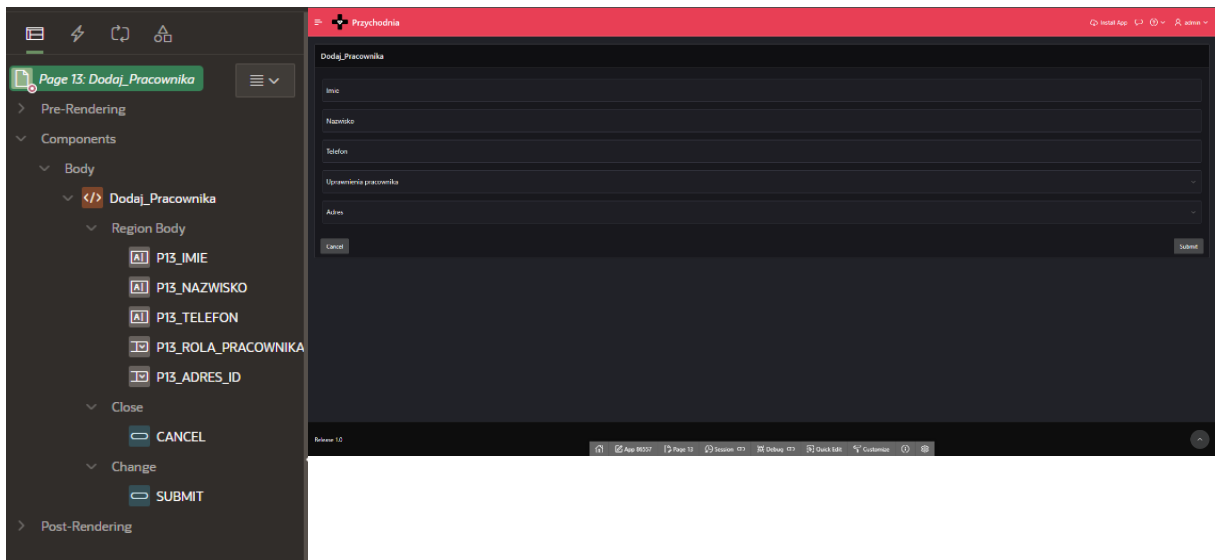 Page 13: Dodaj_Pracownika
Pre-Rendering
Components
Body
Dodaj_Pracownika
Region Body
P13_IMIE
P13_NAZWISKO
P13_TELEFON
P13_ROLA_PRACOWNIKA
P13_ADRES_ID
Close
CANCEL
Change
SUBMIT
Post-Rendering
Przychodnia
Install App
admin
Dodaj_Pracownika
Imie
Nazwisko
Telefon
Uprawnienia pracownika
Adres
Cancel
Submit
Release 1.0
App 86557 Page 13 Session Debug Quick Edit Customize